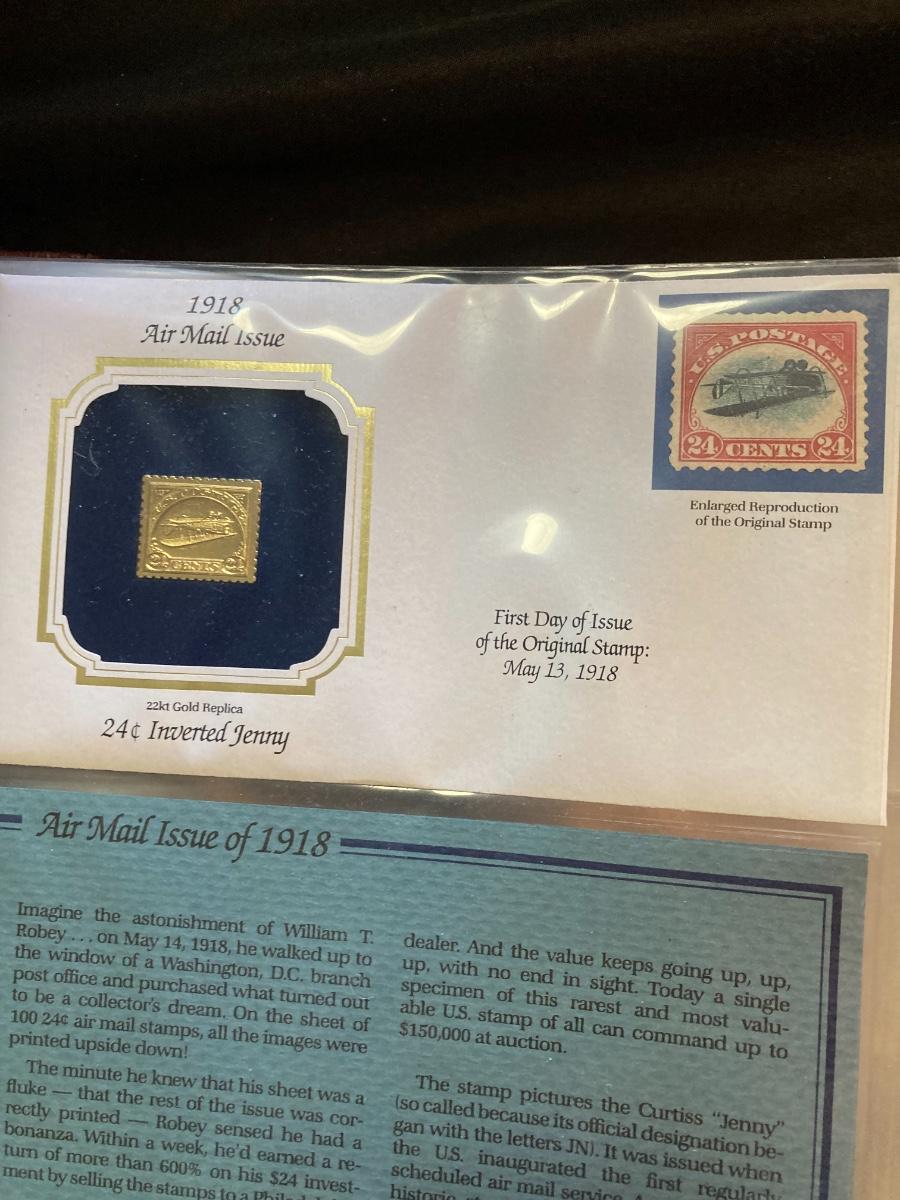 1918
Air Mail Issue
U.S. POSTAGE
24 CENTS 24
Enlarged Reproduction
of the Original Stamp
CENTS
First Day of Issue
of the Original Stamp:
May 13, 1918
22kt Gold Replica
24¢ Inverted Jenny
Air Mail Issue of 1918
Imagine the astonishment of William T.
Robey . . . on May 14, 1918, he walked up to
the window of a Washington, D.C. branch
post office and purchased what turned out
to be a collector's dream. On the sheet of
100 24¢ air mail stamps, all the images were
printed upside down!
The minute he knew that his sheet was a
fluke — that the rest of the issue was cor-
rectly printed — Robey sensed he had a
bonanza. Within a week, he'd earned a re-
turn of more than 600% on his $24 invest-
ment by selling the stamps to a
dealer. And the value keeps going up, up,
up, with no end in sight. Today a single
specimen of this rarest and most valu-
able U.S. stamp of all can command up to
$150,000 at auction.
The stamp pictures the Curtiss "Jenny"
(so called because its official designation be-
gan with the letters JN). It was issued when
the U.S. inaugurated the first regularly
scheduled air mail service.